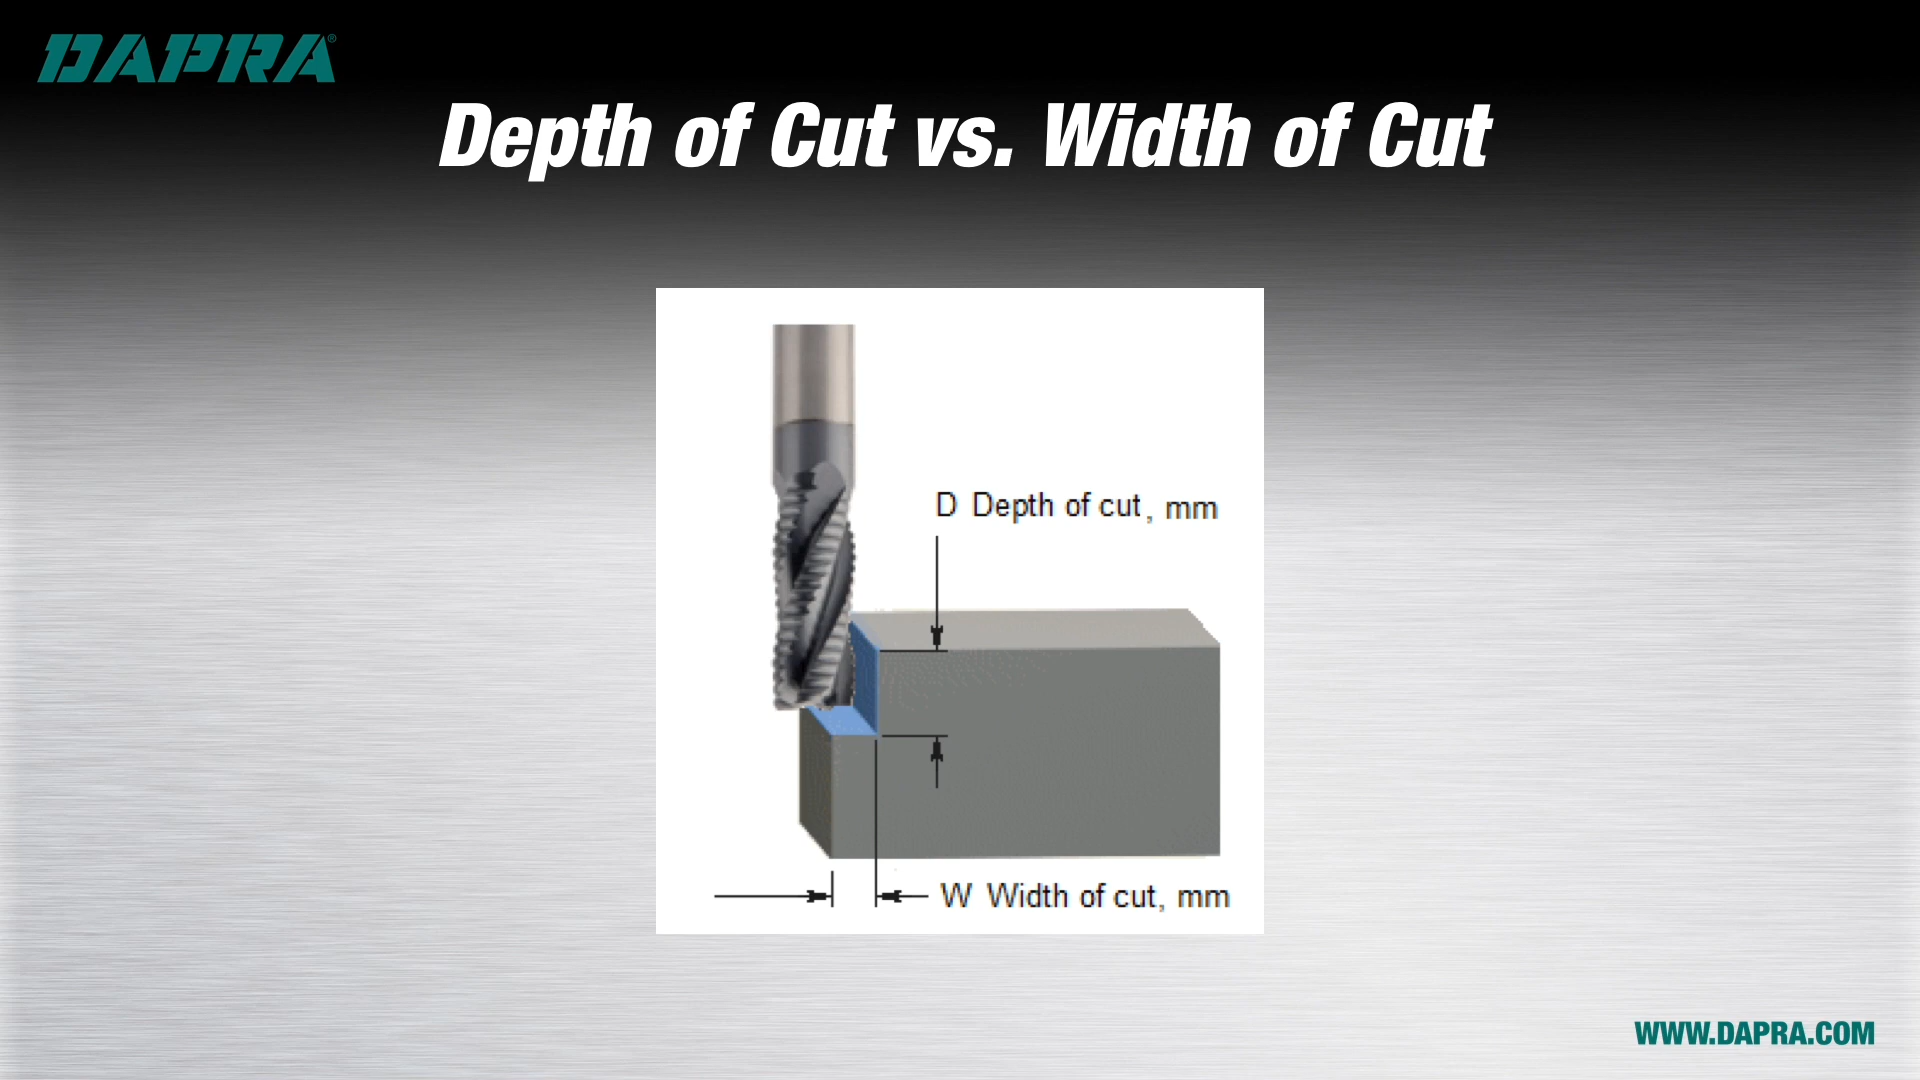 DAPRA®
Depth of Cut vs. Width of Cut
D Depth of cut, mm
W Width of cut, mm
WWW.DAPRA.COM